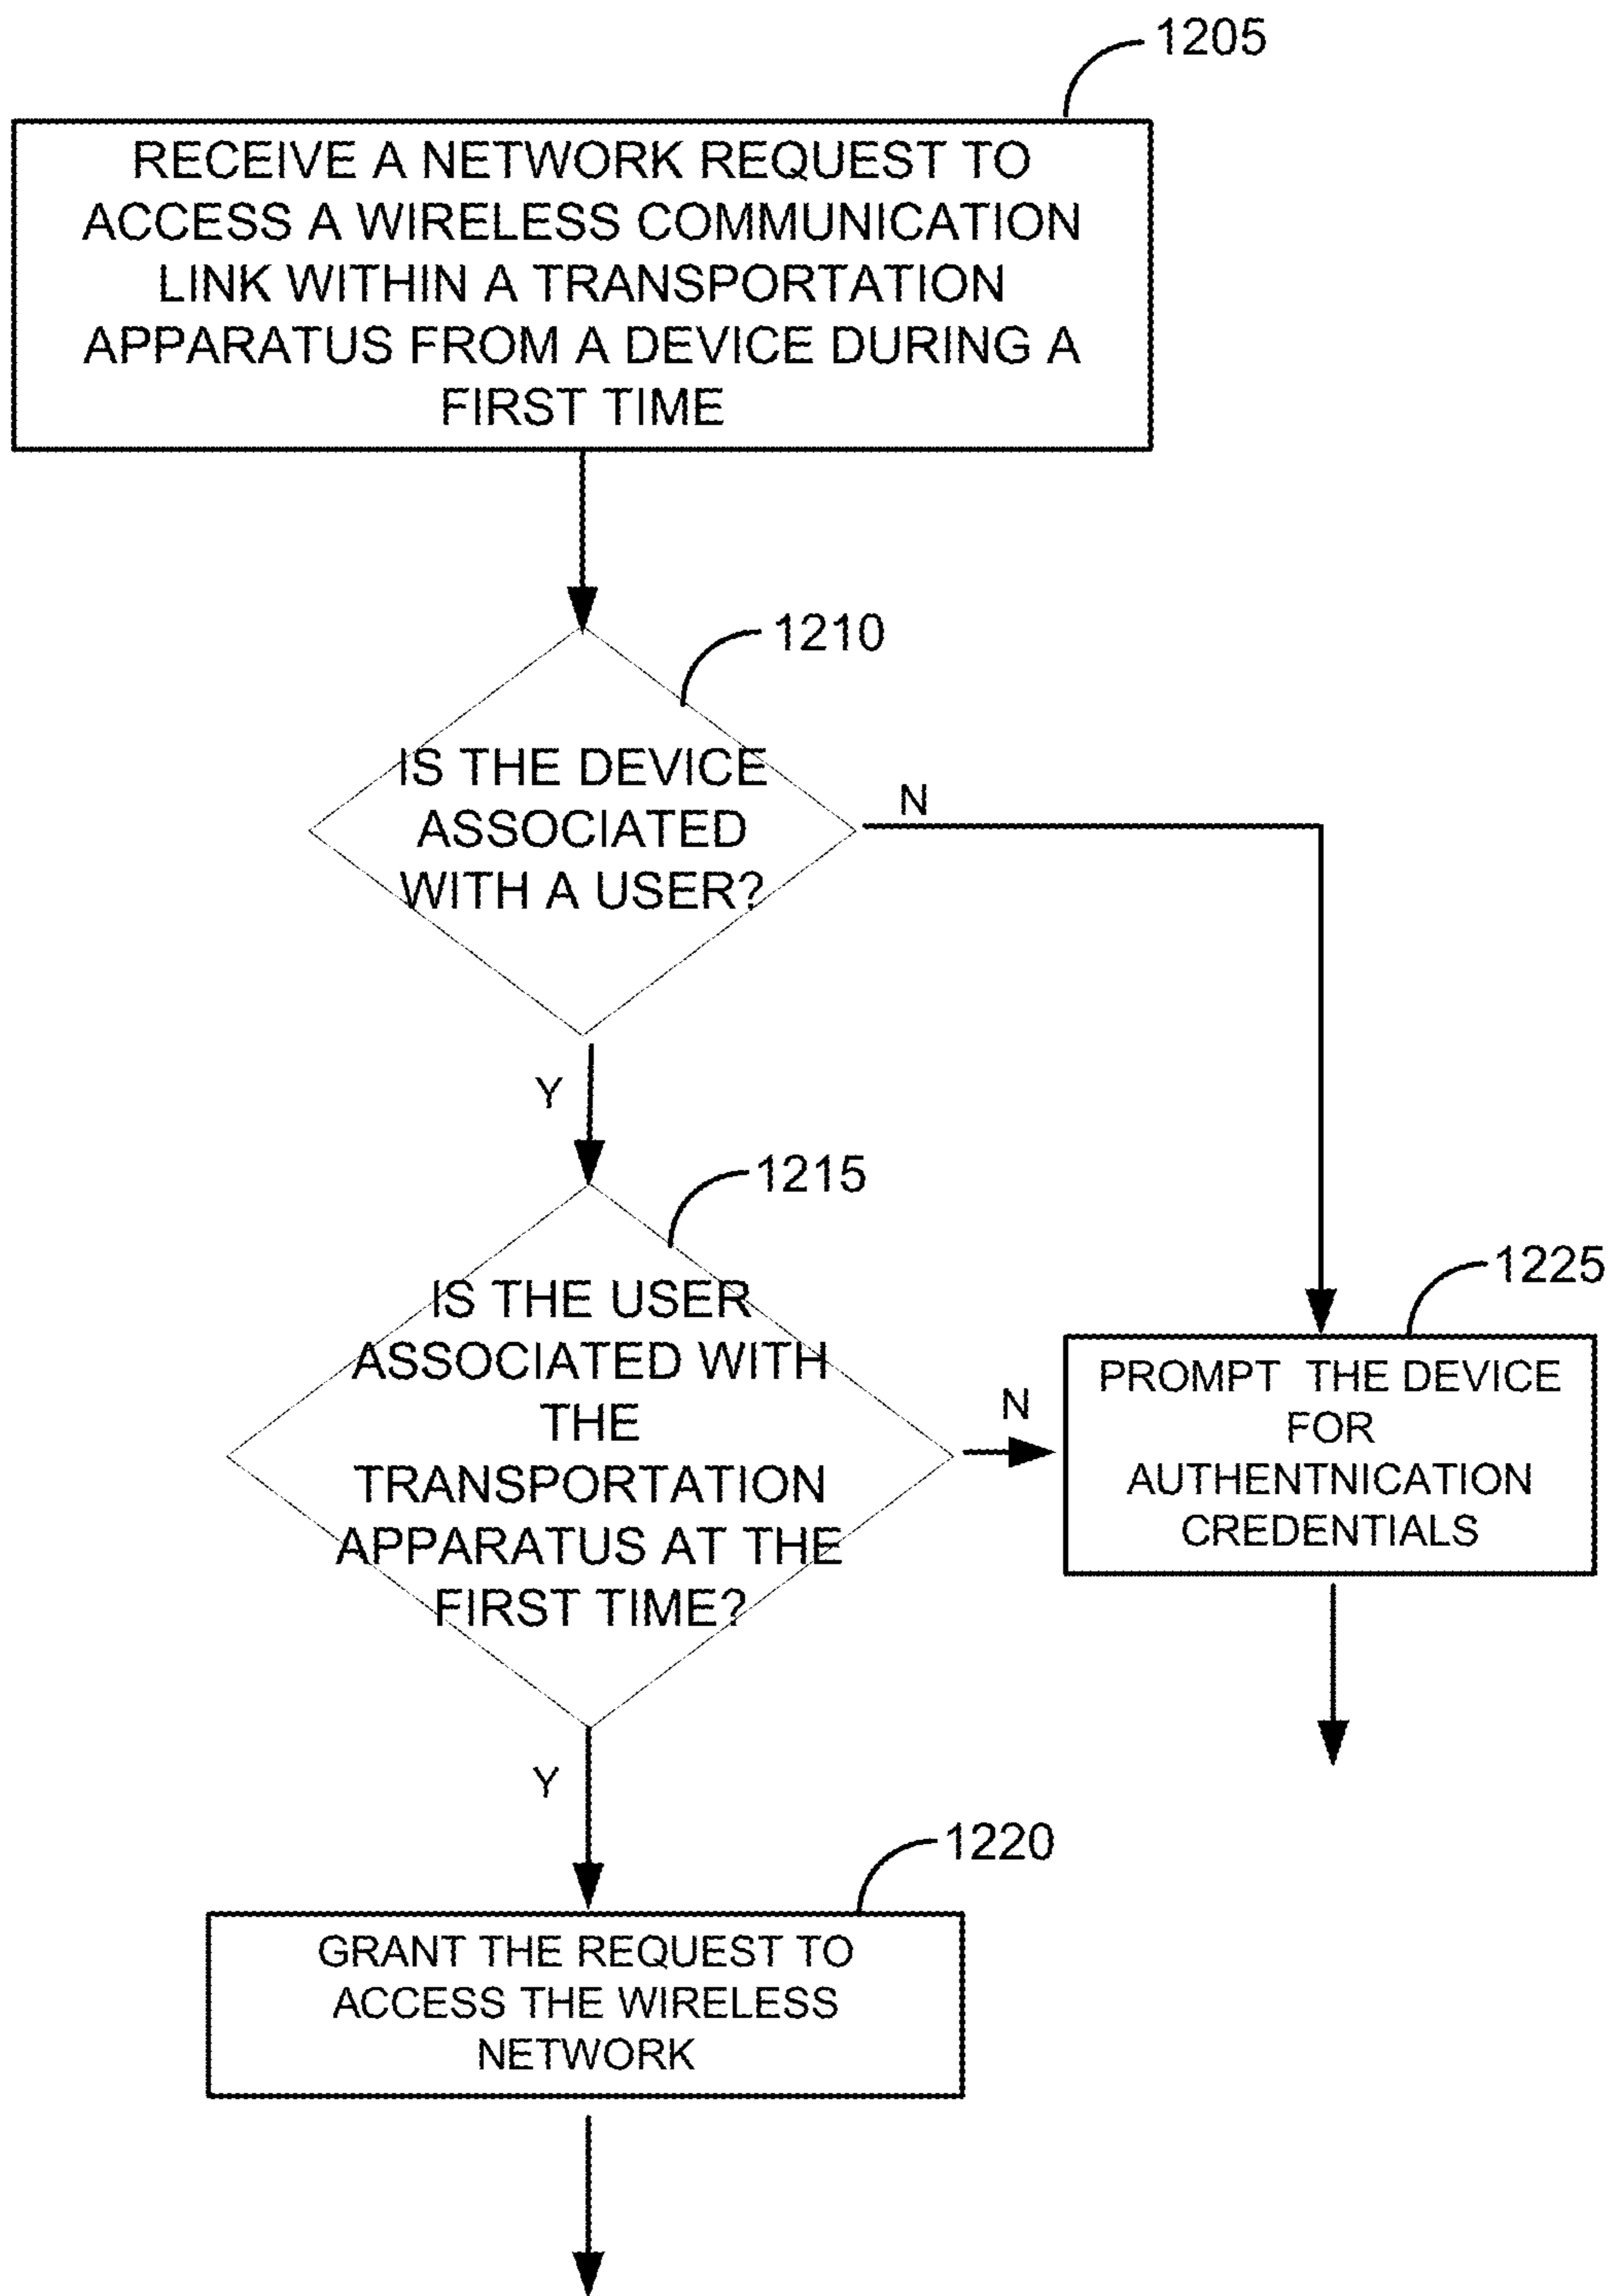 1205
RECEIVE A NETWORK REQUEST TO
ACCESS A WIRELESS COMMUNICATION
LINK WITHIN A TRANSPORTATION
APPARATUS FROM A DEVICE DURING A
FIRST TIME
1210
IS THE DEVICE
ASSOCIATED
WITH A USER?
N
Y
1215
IS THE USER
ASSOCIATED WITH
THE
TRANSPORTATION
APPARATUS AT THE
FIRST TIME?
N
1225
PROMPT THE DEVICE
FOR
AUTHENTNICATION
CREDENTIALS
Y
1220
GRANT THE REQUEST TO
ACCESS THE WIRELESS
NETWORK